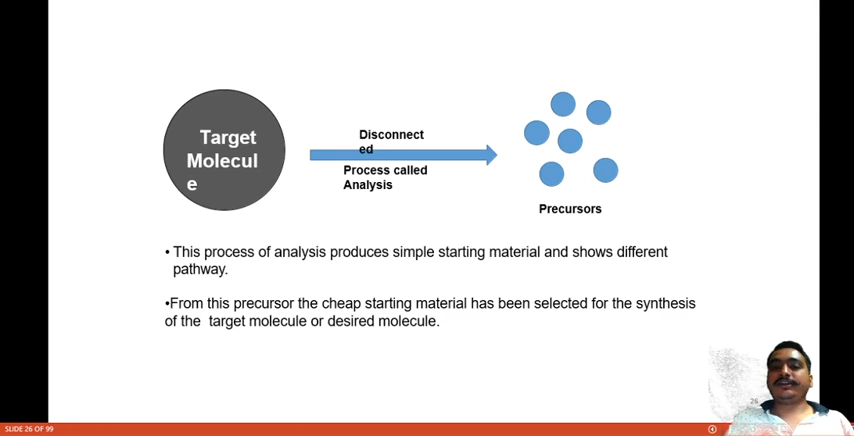 Target
Molecul
e
Disconnect
ed
Process called
Analysis
Precursors
• This process of analysis produces simple starting material and shows different
pathway.
•From this precursor the cheap starting material has been selected for the synthesis
of the target molecule or desired molecule.
26
SLIDE 26 OF 99